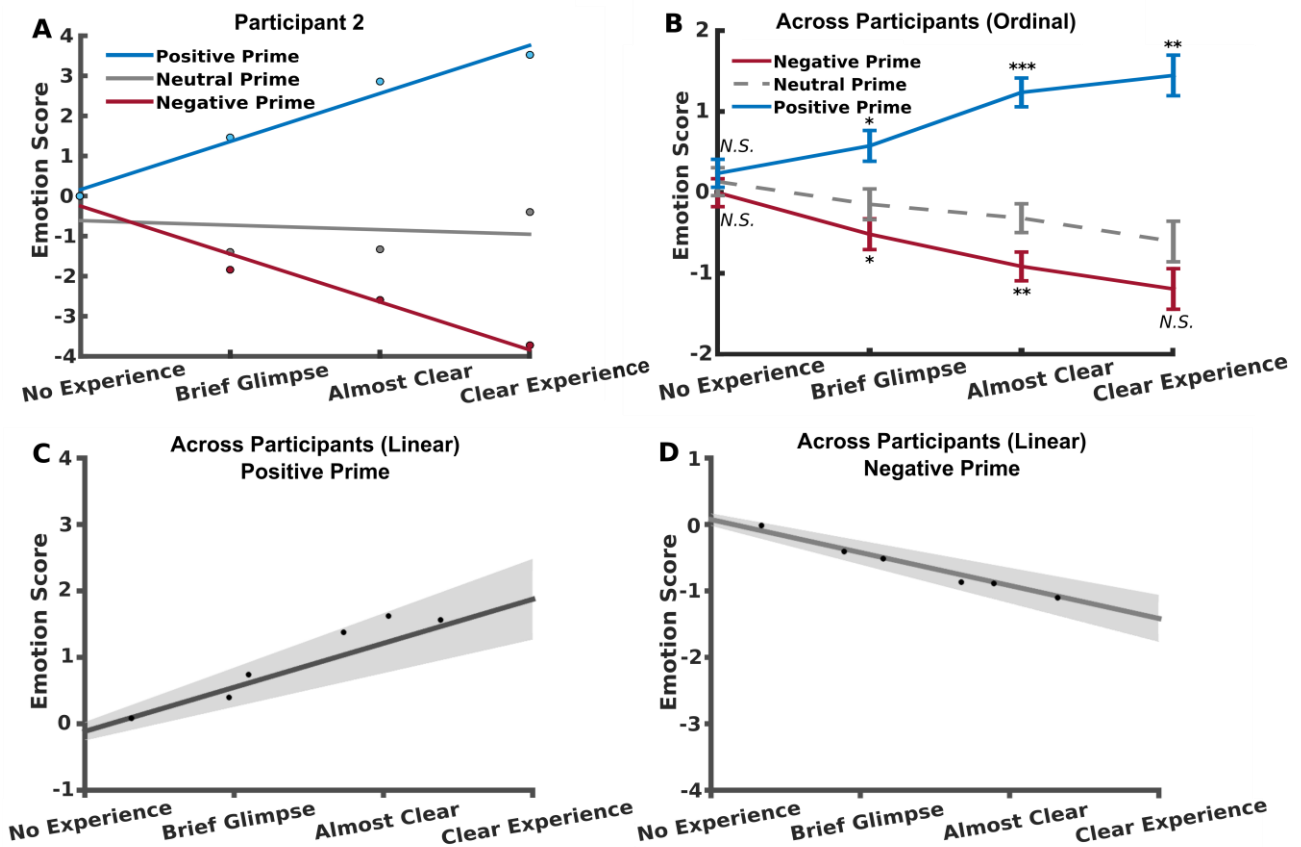 A
Participant 2
Emotion Score
4
3
2
1
0
-1
-2
-3
-4
Positive Prime
Neutral Prime
Negative Prime
No Experience
Brief Glimpse
Almost Clear
Clear Experience
B
Across Participants (Ordinal)
Emotion Score
2
1
0
-1
-2
Negative Prime
Neutral Prime
Positive Prime
N.S.
*
***
**
N.S.
*
**
N.S.
No Experience
Brief Glimpse
Almost Clear
Clear Experience
C
Across Participants (Linear)
Positive Prime
Emotion Score
4
3
2
1
0
-1
No Experience
Brief Glimpse
Almost Clear
Clear Experience
D
Across Participants (Linear)
Negative Prime
Emotion Score
1
0
-1
-2
-3
-4
No Experience
Brief Glimpse
Almost Clear
Clear Experience